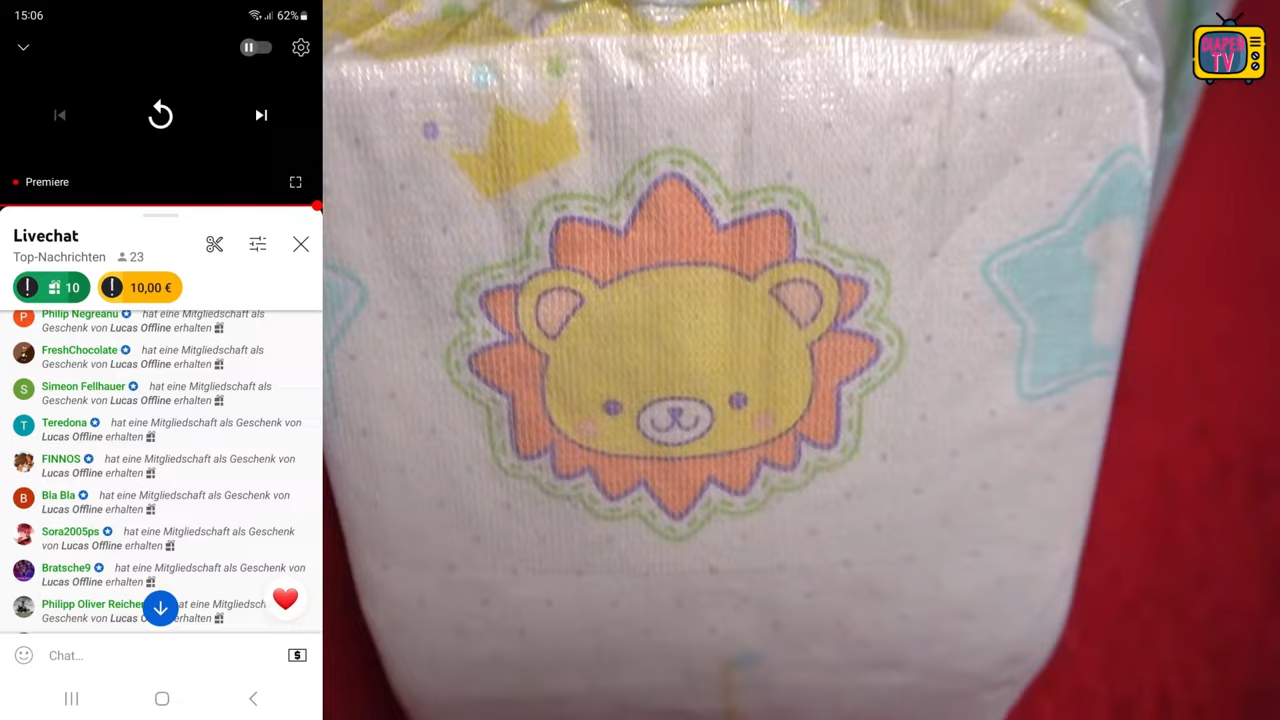 15:06
62%
Premiere
Livechat
Top-Nachrichten 23
10
10,00 €
Philip Negreanu hat eine Mitgliedschaft als
Geschenk von Lucas Offline erhalten
FreshChocolate hat eine Mitgliedschaft als
Geschenk von Lucas Offline erhalten
S
Simeon Fellhauer hat eine Mitgliedschaft als
Geschenk von Lucas Offline erhalten
T
Teredona hat eine Mitgliedschaft als Geschenk von
Lucas Offline erhalten
FINNOS hat eine Mitgliedschaft als Geschenk von
Lucas Offline erhalten
B
Bla Bla hat eine Mitgliedschaft als Geschenk von
Lucas Offline erhalten
Sora2005ps hat eine Mitgliedschaft als Geschenk
von Lucas Offline erhalten
Bratsche9 hat eine Mitgliedschaft als Geschenk von
Lucas Offline erhalten
Philipp Oliver
Geschenk von erhalten
Chat...
DIAPER
TV